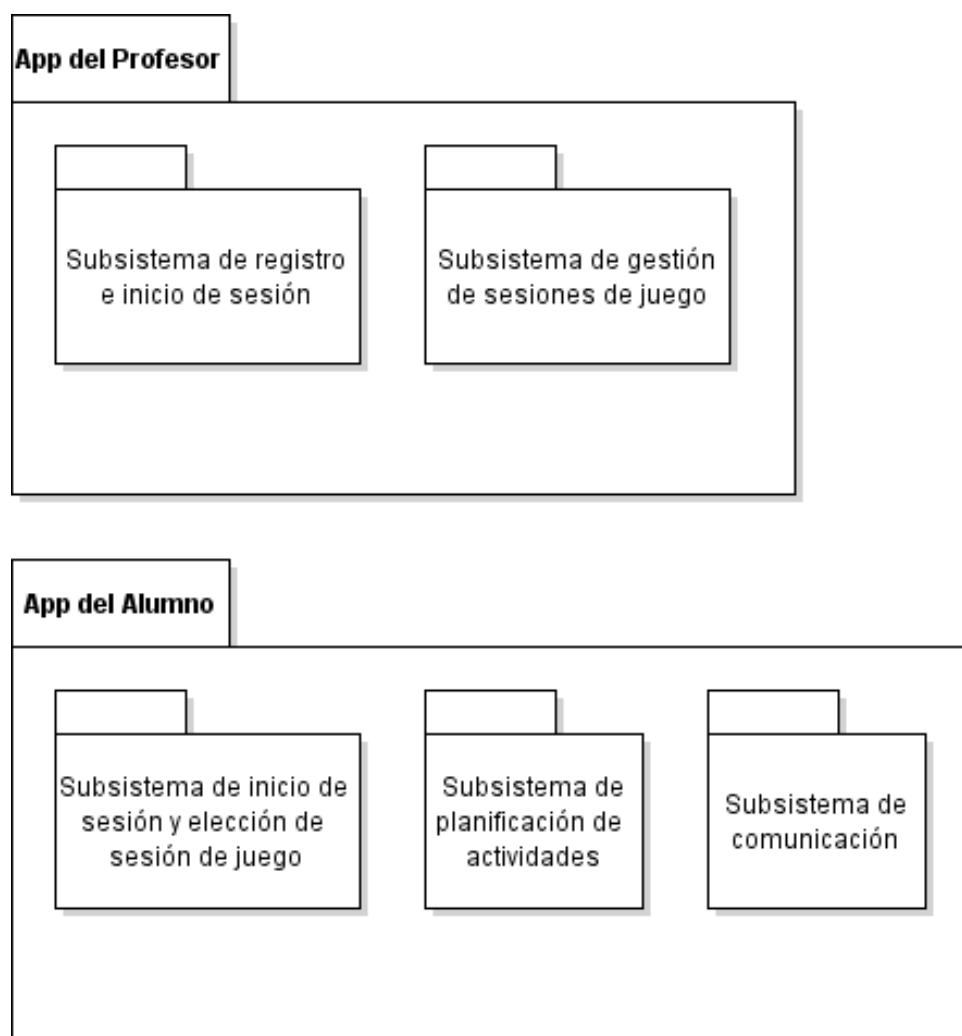 App del Profesor
Subsistema de registro
e inicio de sesión
Subsistema de gestión
de sesiones de juego
App del Alumno
Subsistema de inicio de
sesión y elección de
sesión de juego
Subsistema de
planificación de
actividades
Subsistema de
comunicación